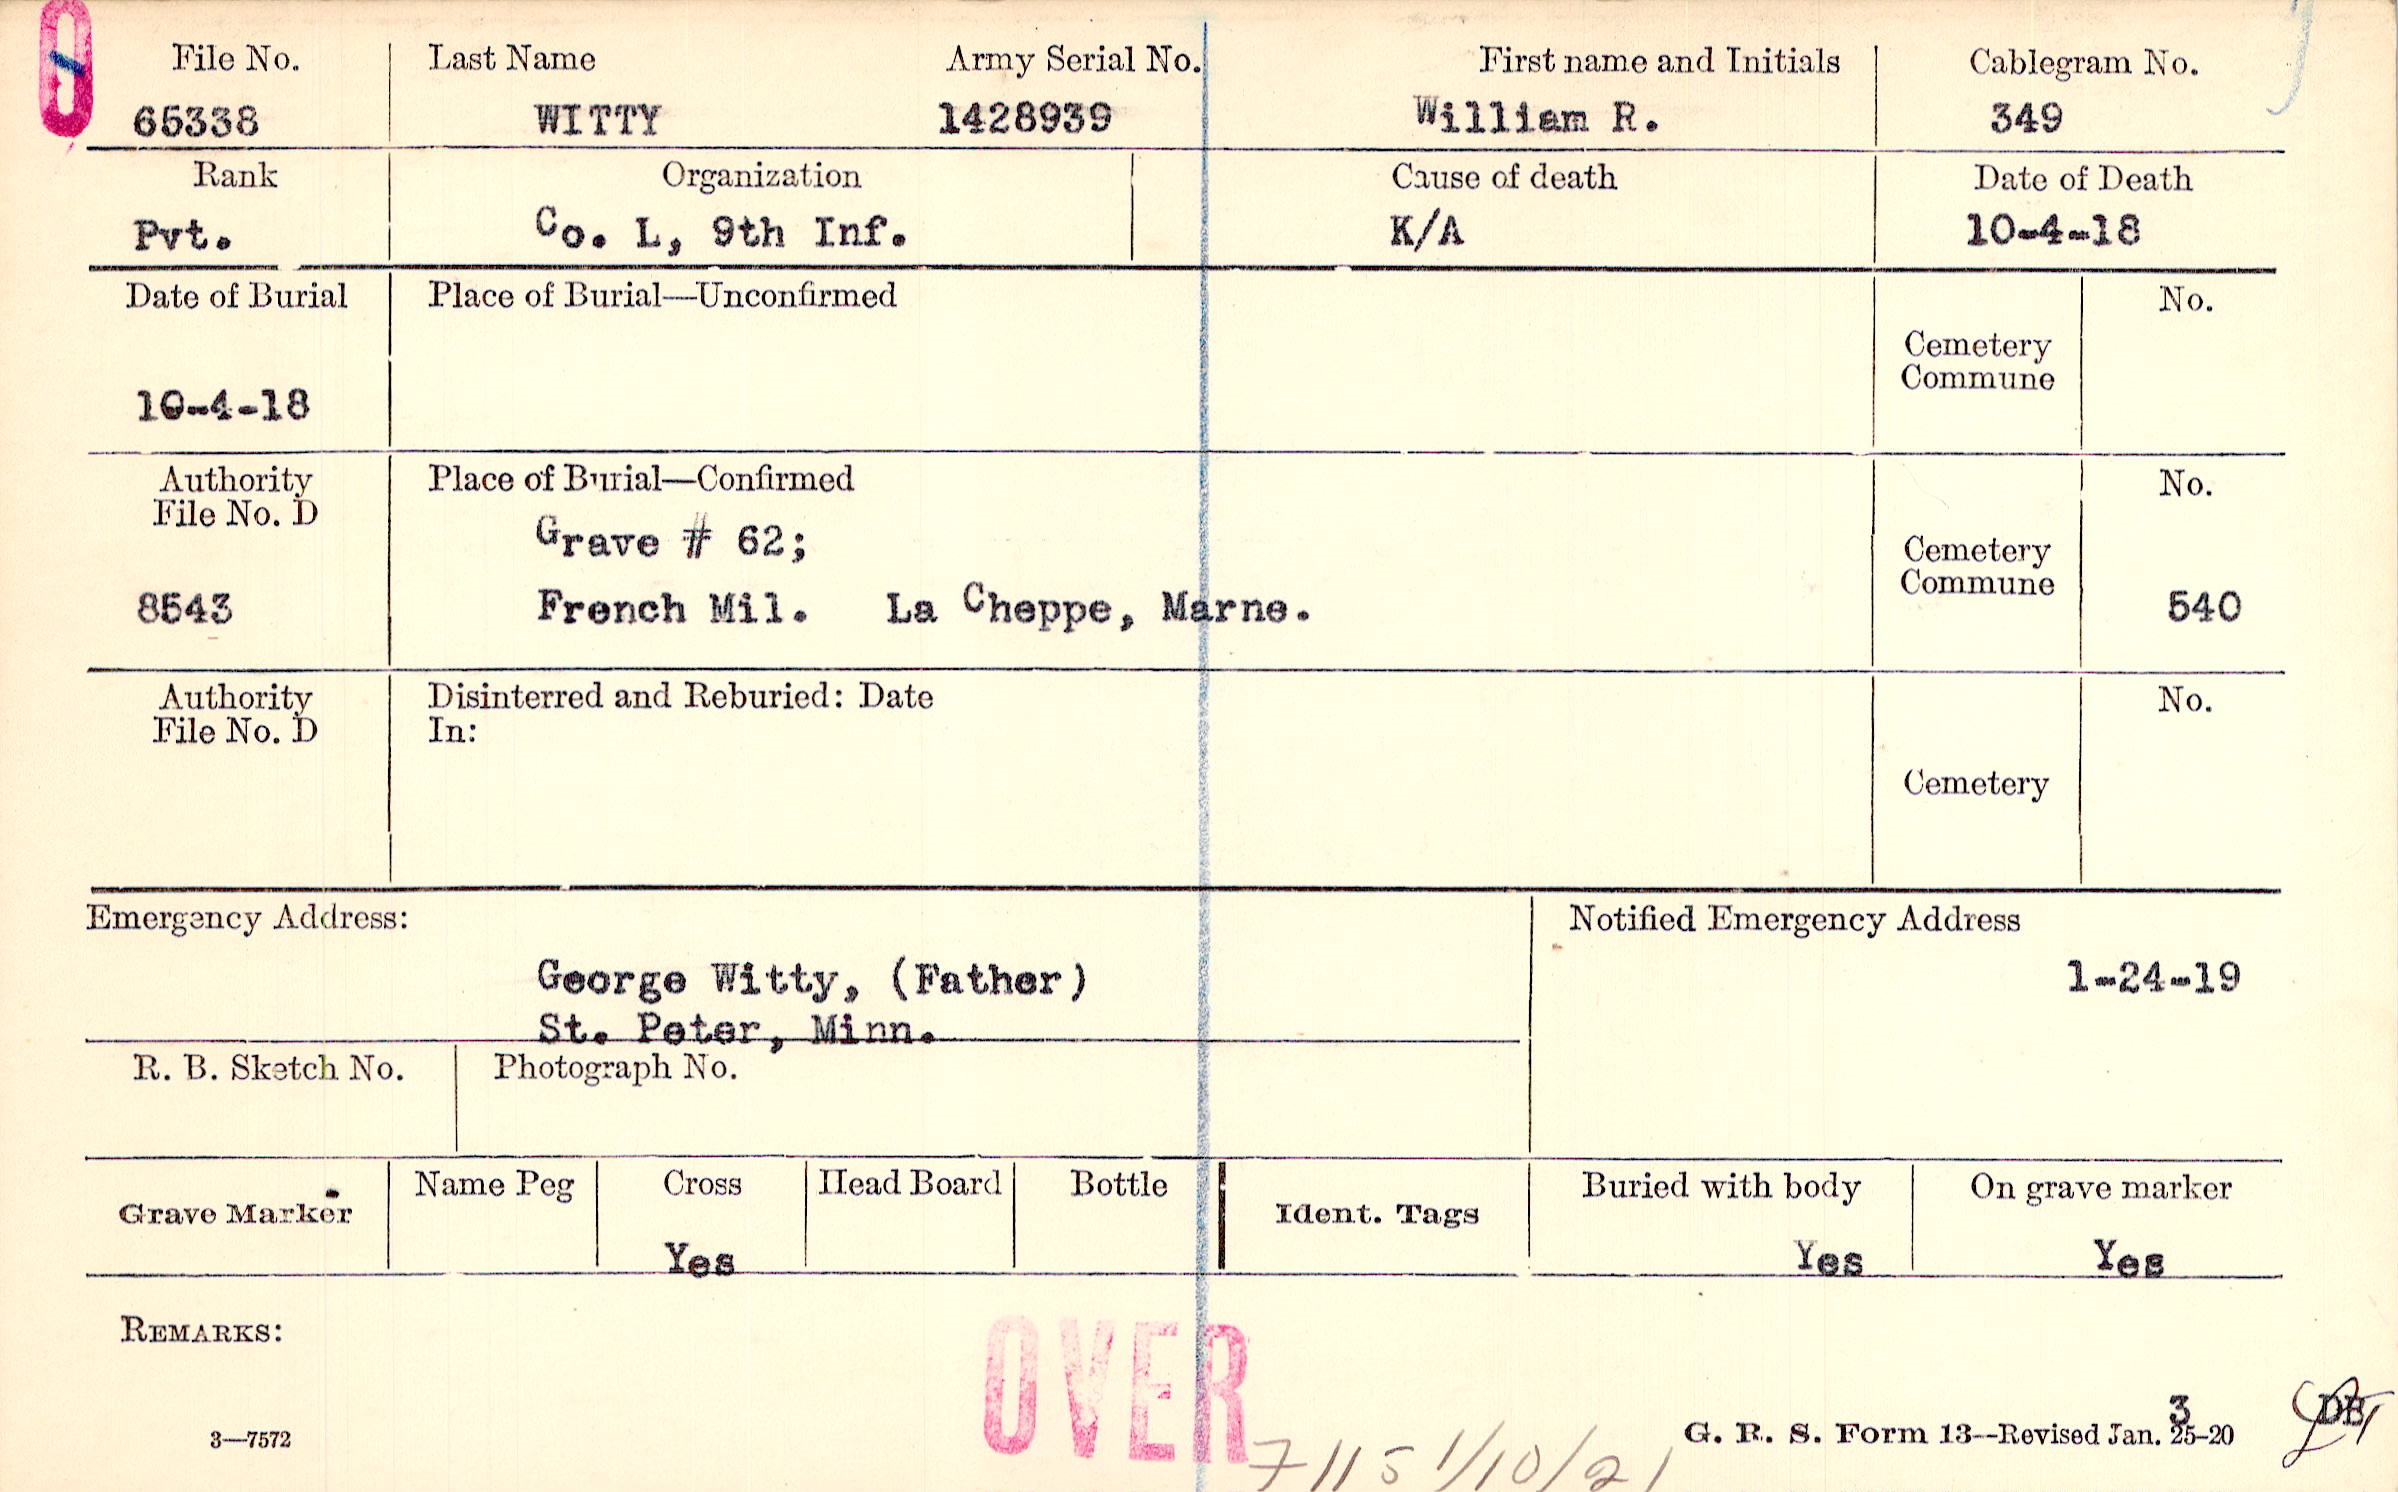 File No. Last Name Army Serial No. First name and Initials Cablegram No.
65338 WITTY 1428939 William R. 349
Rank Organization Cause of death Date of Death
Pvt. Co. L, 9th Inf. K/A 10-4-18
Date of Burial Place of Burial—Unconfirmed No.
Cemetery
Commune
10-4-18
Authority Place of Burial—Confirmed No.
File No. D
Grave # 62; Cemetery
Commune
8543 French Mil. La Cheppe, Marne. 540
Authority Disinterred and Reburied: Date No.
File No. D In:
Cemetery
Emergency Address: Notified Emergency Address
George Witty, (Father) 1-24-19
St. Peter, Minn.
R. B. Sketch No. Photograph No.
Name Peg Cross Head Board Bottle Buried with body On grave marker
Grave Marker Ident. Tags
Yes Yes Yes
REMARKS:
OVER
3
3—7572 G. R. S. Form 13—Revised Jan. 25–20
7115 1/10/21